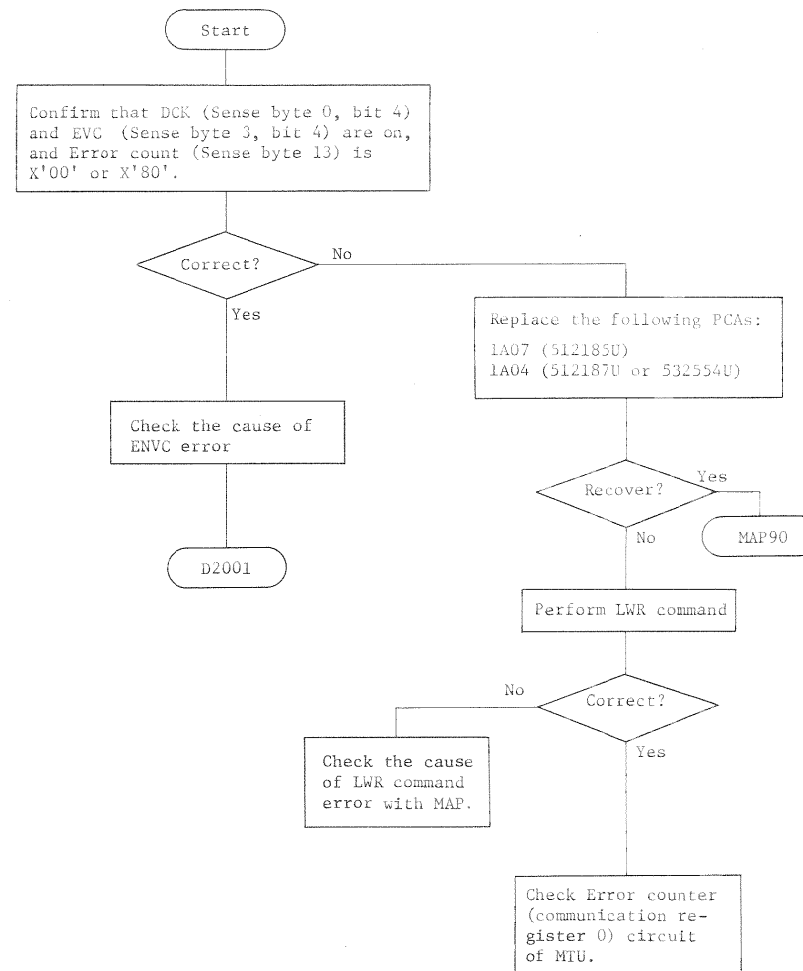 Start
Confirm that DCK (Sense byte 0, bit 4)
and EVC (Sense byte 3, bit 4) are on,
and Error count (Sense byte 13) is
X'00' or X'80'.
Correct?
No
Yes
Replace the following PCAs:
1A07 (512185U)
1A04 (512187U or 532554U)
Check the cause of
ENVC error
Recover?
Yes
No
MAP90
D2001
Perform LWR command
Correct?
No
Yes
Check the cause
of LWR command
error with MAP.
Check Error counter
(communication re-
gister 0) circuit
of MTU.